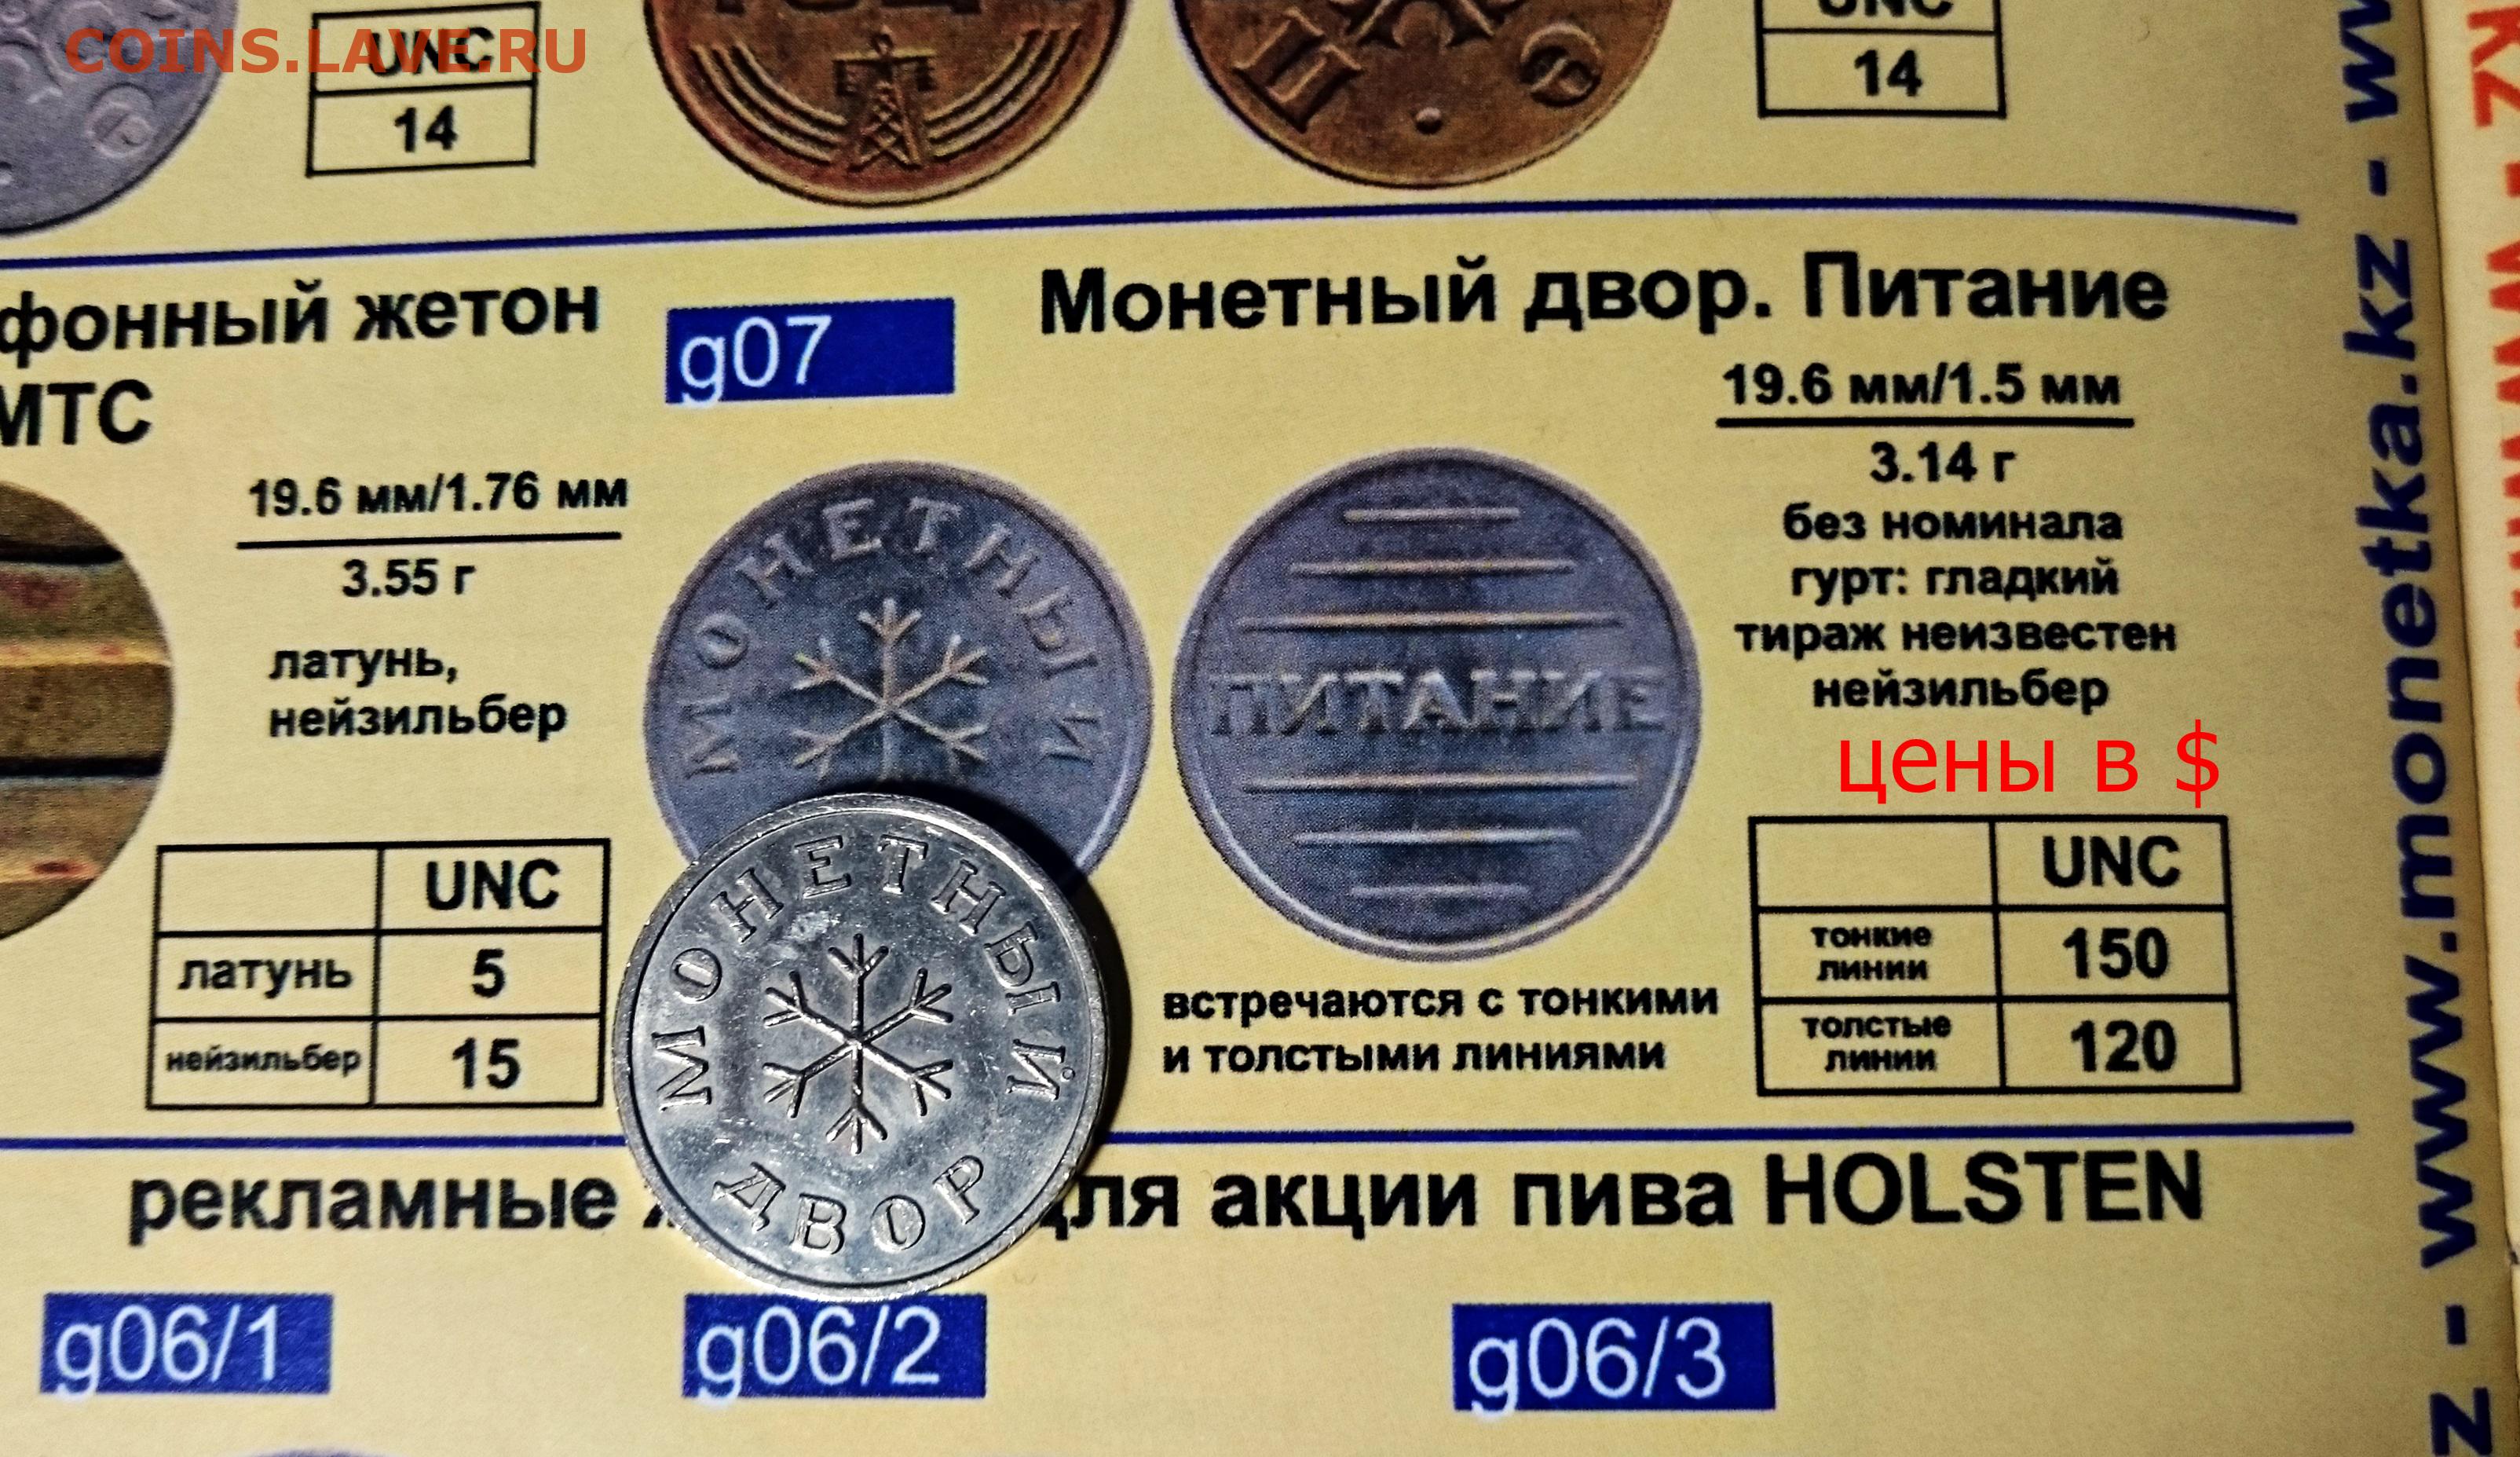 COINS.LAVE.RU
UNC
14
UNC
14
фонный жетон
МТС
19.6 мм/1.76 мм
3.55 г
латунь,
нейзильбер
UNC
латунь 5
нейзильбер 15
g07
Монетный двор. Питание
19.6 мм/1.5 мм
3.14 г
без номинала
гурт: гладкий
тираж неизвестен
нейзильбер
цены в $
МОНЕТНЫЙ
ПИТАНИЕ
МОНЕТНЫЙ
ДВОР
встречаются с тонкими
и толстыми линиями
UNC
тонкие
линии 150
толстые
линии 120
рекламные для акции пива HOLSTEN
g06/1
g06/2
g06/3
z - www.monetka.kz - w